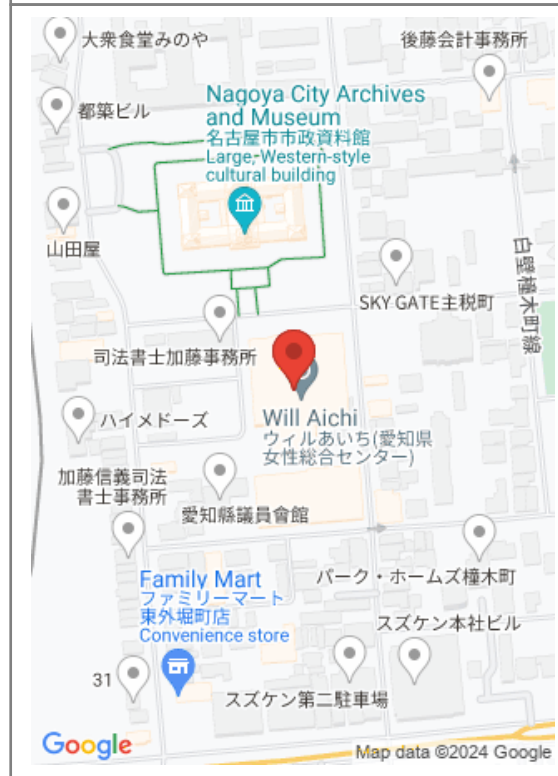 大衆食堂みのや
後藤会計事務所
都築ビル
Nagoya City Archives
and Museum
名古屋市市政資料館
Large, Western-style
cultural building
山田屋
SKY GATE主税町
白壁橦木町線
司法書士加藤事務所
ハイメドーズ
Will Aichi
ウィルあいち(愛知県
女性総合センター)
加藤信義司法
書士事務所
愛知縣議員會館
Family Mart
ファミリーマート
東外堀町店
Convenience store
パーク・ホームズ橦木町
スズケン本社ビル
31
スズケン第二駐車場
Google
Map data ©2024 Google